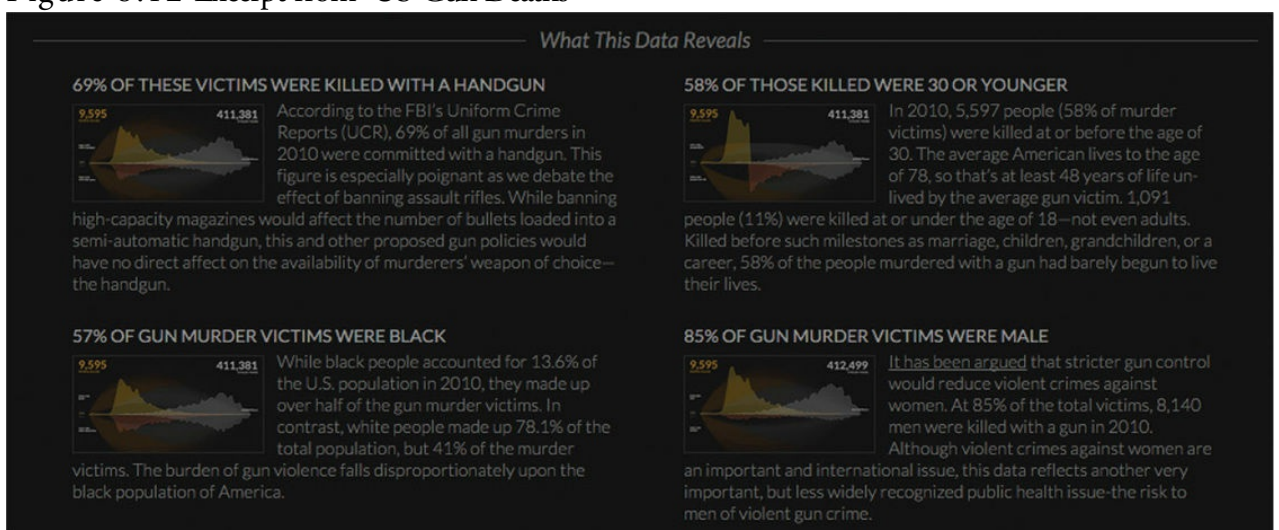 What This Data Reveals
69% OF THESE VICTIMS WERE KILLED WITH A HANDGUN
9,595
411,381
According to the FBI's Uniform Crime
Reports (UCR), 69% of all gun murders in
2010 were committed with a handgun. This
figure is especially poignant as we debate the
effect of banning assault rifles. While banning
high-capacity magazines would affect the number of bullets loaded into a
semi-automatic handgun, this and other proposed gun policies would
have no direct affect on the availability of murderers' weapon of choice—
the handgun.
58% OF THOSE KILLED WERE 30 OR YOUNGER
9,595
411,381
In 2010, 5,597 people (58% of murder
victims) were killed at or before the age of
30. The average American lives to the age
of 78, so that's at least 48 years of life un-
lived by the average gun victim. 1,091
people (11%) were killed at or under the age of 18—not even adults.
Killed before such milestones as marriage, children, grandchildren, or a
career, 58% of the people murdered with a gun had barely begun to live
their lives.
57% OF GUN MURDER VICTIMS WERE BLACK
9,595
411,381
While black people accounted for 13.6% of
the U.S. population in 2010, they made up
over half of the gun murder victims. In
contrast, white people made up 78.1% of the
total population, but 41% of the murder
victims. The burden of gun violence falls disproportionately upon the
black population of America.
85% OF GUN MURDER VICTIMS WERE MALE
9,595
412,499
It has been argued that stricter gun control
would reduce violent crimes against
women. At 85% of the total victims, 8,140
men were killed with a gun in 2010.
Although violent crimes against women are
an important and international issue, this data reflects another very
important, but less widely recognized public health issue-the risk to
men of violent gun crime.